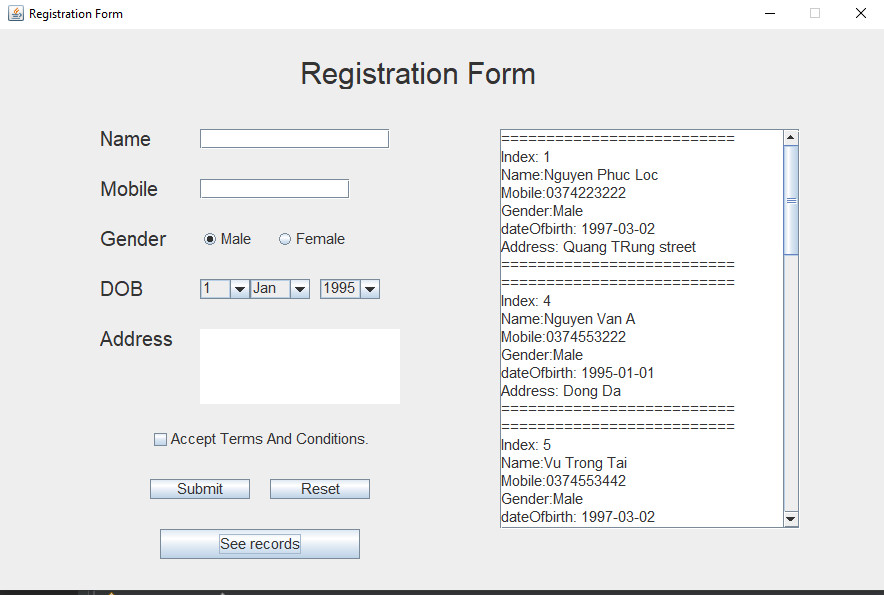 Registration Form
Registration Form
Name
Mobile
Gender
Male
Female
DOB
1
Jan
1995
Address
Accept Terms And Conditions.
Submit
Reset
See records
==========================
Index: 1
Name:Nguyen Phuc Loc
Mobile:0374223222
Gender:Male
dateOfbirth: 1997-03-02
Address: Quang TRung street
==========================
==========================
Index: 4
Name:Nguyen Van A
Mobile:0374553222
Gender:Male
dateOfbirth: 1995-01-01
Address: Dong Da
==========================
==========================
Index: 5
Name:Vu Trong Tai
Mobile:0374553442
Gender:Male
dateOfbirth: 1997-03-02